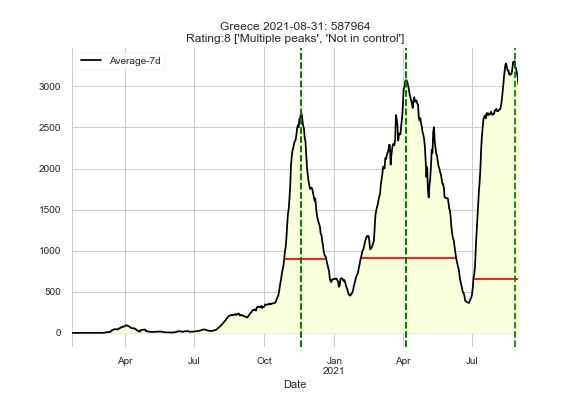 Greece 2021-08-31: 587964
Rating:8 ['Multiple peaks', 'Not in control']
Average-7d
3000
2500
2000
1500
1000
500
0
Apr Jul Oct Jan Apr Jul
2021
Date